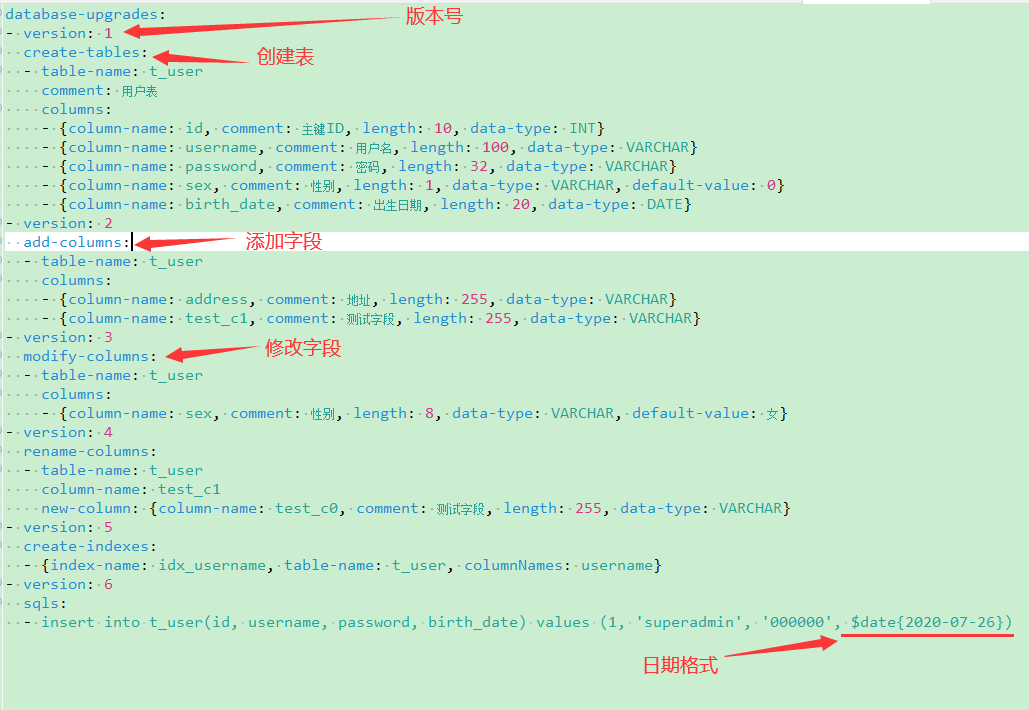 database-upgrades:
- version: 1
版本号
create-tables:
创建表
- table-name: t_user
comment: 用户表
columns:
- {column-name: id, comment: 主键ID, length: 10, data-type: INT}
- {column-name: username, comment: 用户名, length: 100, data-type: VARCHAR}
- {column-name: password, comment: 密码, length: 32, data-type: VARCHAR}
- {column-name: sex, comment: 性别, length: 1, data-type: VARCHAR, default-value: 0}
- {column-name: birth_date, comment: 出生日期, length: 20, data-type: DATE}
- version: 2
add-columns:
添加字段
- table-name: t_user
columns:
- {column-name: address, comment: 地址, length: 255, data-type: VARCHAR}
- {column-name: test_c1, comment: 测试字段, length: 255, data-type: VARCHAR}
- version: 3
modify-columns:
修改字段
- table-name: t_user
columns:
- {column-name: sex, comment: 性别, length: 8, data-type: VARCHAR, default-value: 女}
- version: 4
rename-columns:
- table-name: t_user
column-name: test_c1
new-column: {column-name: test_c0, comment: 测试字段, length: 255, data-type: VARCHAR}
- version: 5
create-indexes:
- {index-name: idx_username, table-name: t_user, columnNames: username}
- version: 6
sqls:
- insert into t_user(id, username, password, birth_date) values (1, 'superadmin', '000000', $date{2020-07-26})
日期格式